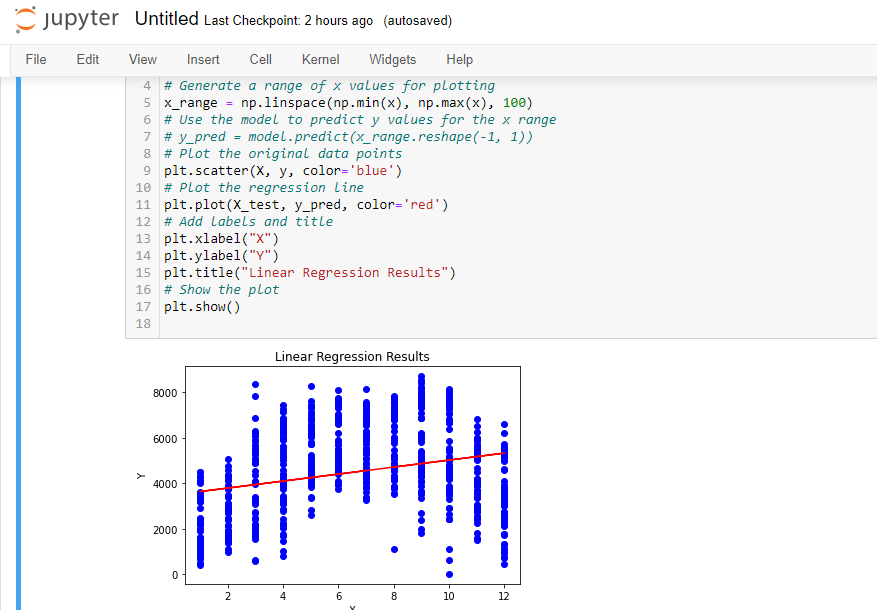 jupyter Untitled Last Checkpoint: 2 hours ago (autosaved)
File Edit View Insert Cell Kernel Widgets Help
4 # Generate a range of x values for plotting
5 x_range = np.linspace(np.min(x), np.max(x), 100)
6 # Use the model to predict y values for the x range
7 # y_pred = model.predict(x_range.reshape(-1, 1))
8 # Plot the original data points
9 plt.scatter(X, y, color='blue')
10 # Plot the regression line
11 plt.plot(X_test, y_pred, color='red')
12 # Add labels and title
13 plt.xlabel("X")
14 plt.ylabel("Y")
15 plt.title("Linear Regression Results")
16 # Show the plot
17 plt.show()
18
Linear Regression Results
8000
6000
Y
4000
2000
0
2 4 6 8 10 12
X